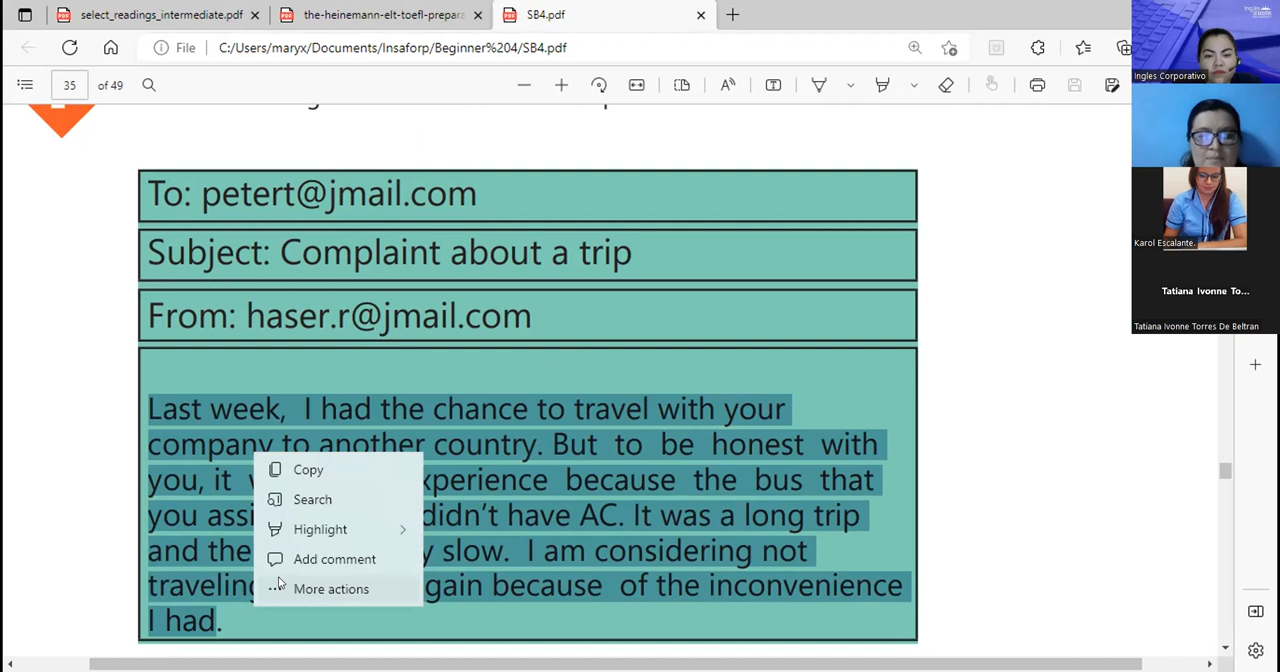 select_readings_intermediate.pdf
the-heinemann-elt-toefl-prepara
SB4.pdf
File
C:/Users/maryx/Documents/Insaforp/Beginner%204/SB4.pdf
35
of 49
To: petert@jmail.com
Subject: Complaint about a trip
From: haser.r@jmail.com
Last week, I had the chance to travel with your
company to another country. But to be honest with
you, it xperience because the bus that
you assi didn't have AC. It was a long trip
and the y slow. I am considering not
traveling gain because of the inconvenience
I had.
Copy
Search
Highlight
Add comment
More actions
Ingles Corporativo
Karol Escalante.
Tatiana Ivonne To...
Tatiana Ivonne Torres De Beltran